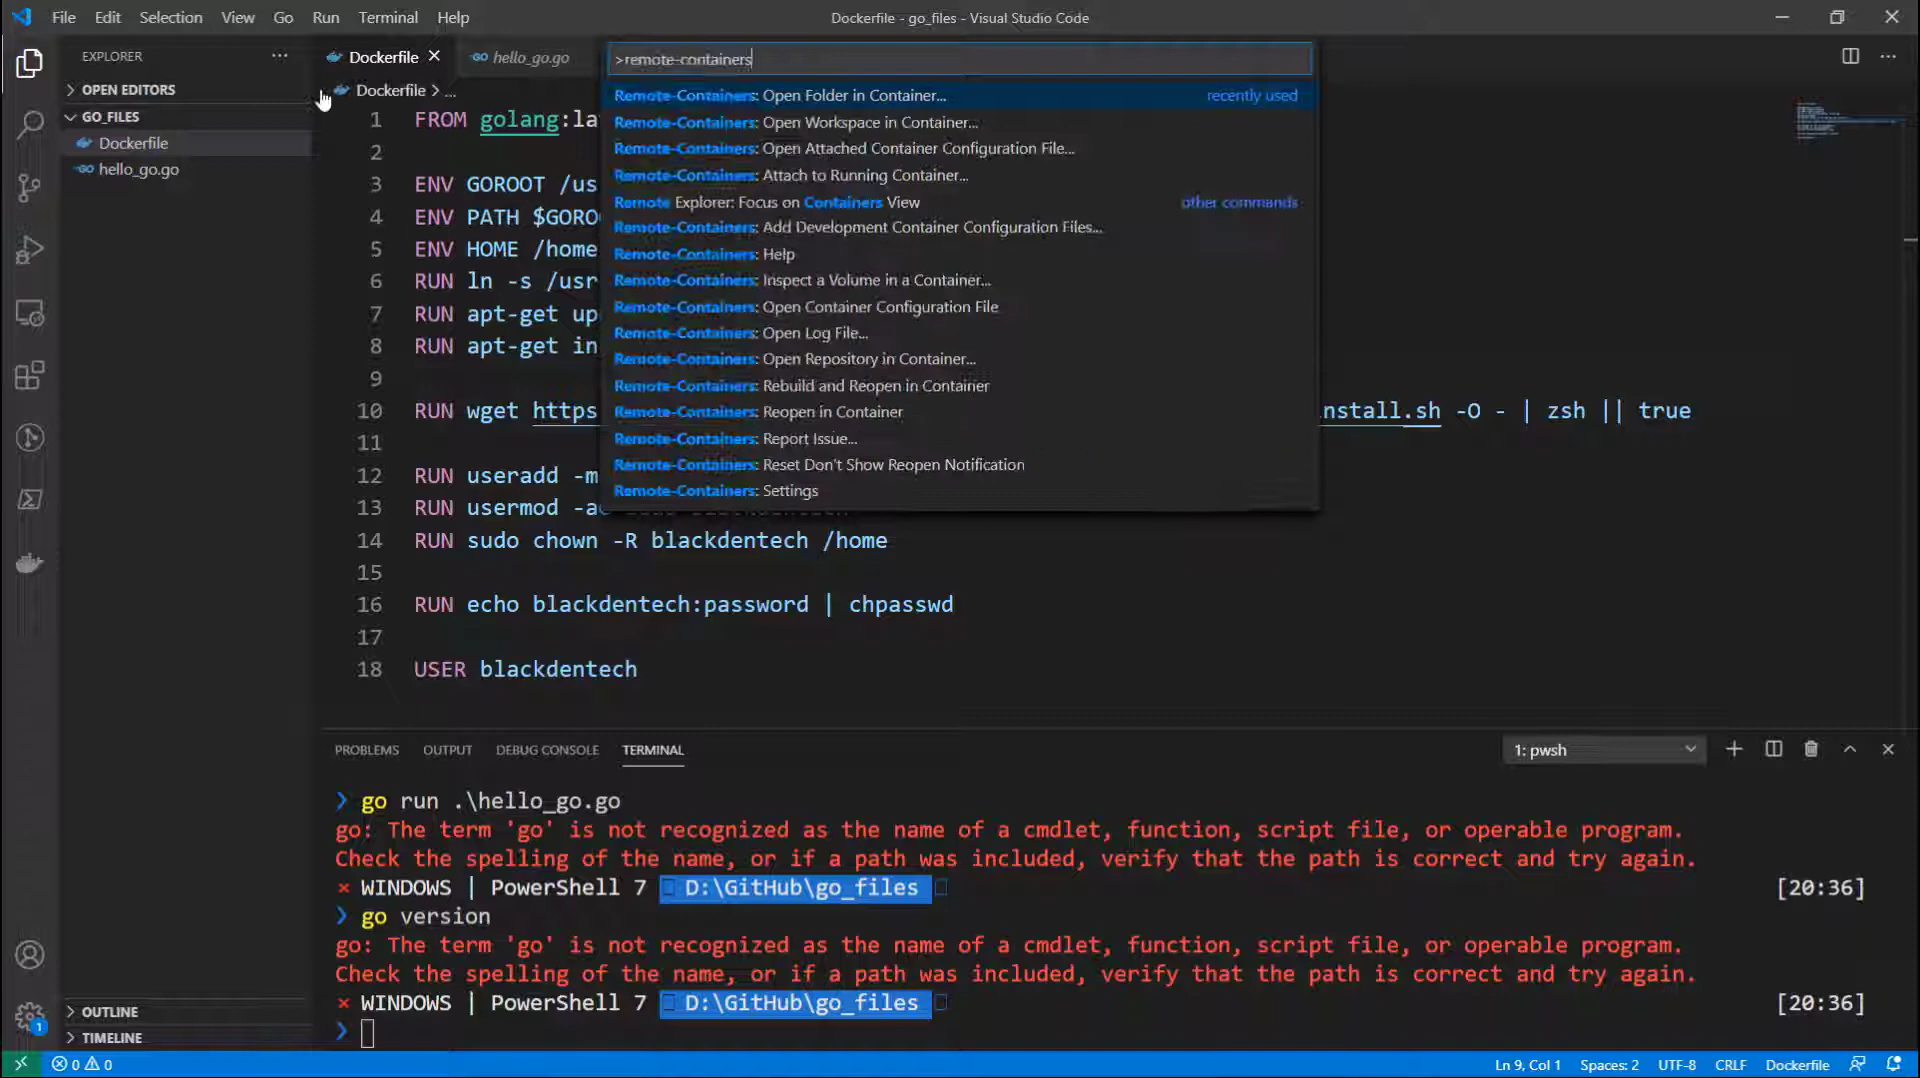 File Edit Selection View Go Run Terminal Help
Dockerfile - go_files - Visual Studio Code
EXPLORER
OPEN EDITORS
GO_FILES
Dockerfile
hello_go.go
OUTLINE
TIMELINE
Dockerfile
hello_go.go
Dockerfile > ...
>remote-containers
Remote-Containers: Open Folder in Container... recently used
Remote-Containers: Open Workspace in Container...
Remote-Containers: Open Attached Container Configuration File...
Remote-Containers: Attach to Running Container...
Remote Explorer: Focus on Containers View other commands
Remote-Containers: Add Development Container Configuration Files...
Remote-Containers: Help
Remote-Containers: Inspect a Volume in a Container...
Remote-Containers: Open Container Configuration File
Remote-Containers: Open Log File...
Remote-Containers: Open Repository in Container...
Remote-Containers: Rebuild and Reopen in Container
Remote-Containers: Reopen in Container
Remote-Containers: Report Issue...
Remote-Containers: Reset Don't Show Reopen Notification
Remote-Containers: Settings
1 FROM golang:la
2
3 ENV GOROOT /us
4 ENV PATH $GORO
5 ENV HOME /home
6 RUN ln -s /usr
7 RUN apt-get up
8 RUN apt-get in
9
10 RUN wget https nstall.sh -O - | zsh || true
11
12 RUN useradd -m
13 RUN usermod -a
14 RUN sudo chown -R blackdentech /home
15
16 RUN echo blackdentech:password | chpasswd
17
18 USER blackdentech
PROBLEMS OUTPUT DEBUG CONSOLE TERMINAL
1: pwsh
❯ go run .\hello_go.go
go: The term 'go' is not recognized as the name of a cmdlet, function, script file, or operable program.
Check the spelling of the name, or if a path was included, verify that the path is correct and try again.
× WINDOWS | PowerShell 7 D:\GitHub\go_files [20:36]
❯ go version
go: The term 'go' is not recognized as the name of a cmdlet, function, script file, or operable program.
Check the spelling of the name, or if a path was included, verify that the path is correct and try again.
× WINDOWS | PowerShell 7 D:\GitHub\go_files [20:36]
❯
1
0 0
Ln 9, Col 1 Spaces: 2 UTF-8 CRLF Dockerfile